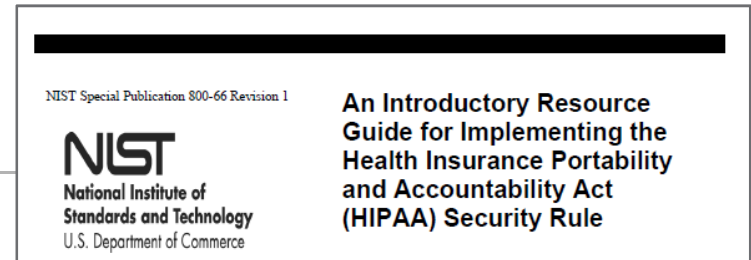 NIST Special Publication 800-66 Revision 1
NIST
National Institute of
Standards and Technology
U.S. Department of Commerce
An Introductory Resource
Guide for Implementing the
Health Insurance Portability
and Accountability Act
(HIPAA) Security Rule